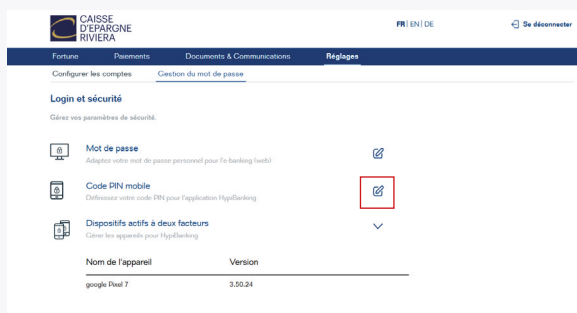 CAISSE
D'EPARGNE
RIVIERA
FR | EN | DE
Se déconnecter
Fortune Paiements Documents & Communications Réglages
Configurer les comptes Gestion du mot de passe
Login et sécurité
Gérez vos paramètres de sécurité.
Mot de passe
Adaptez votre mot de passe personnel pour l'e-banking (web)
Code PIN mobile
Définissez votre code PIN pour l'application HypiBanking
Dispositifs actifs à deux facteurs
Gérer les appareils pour HypiBanking
Nom de l'appareil Version
google Pixel 7 3.50.24